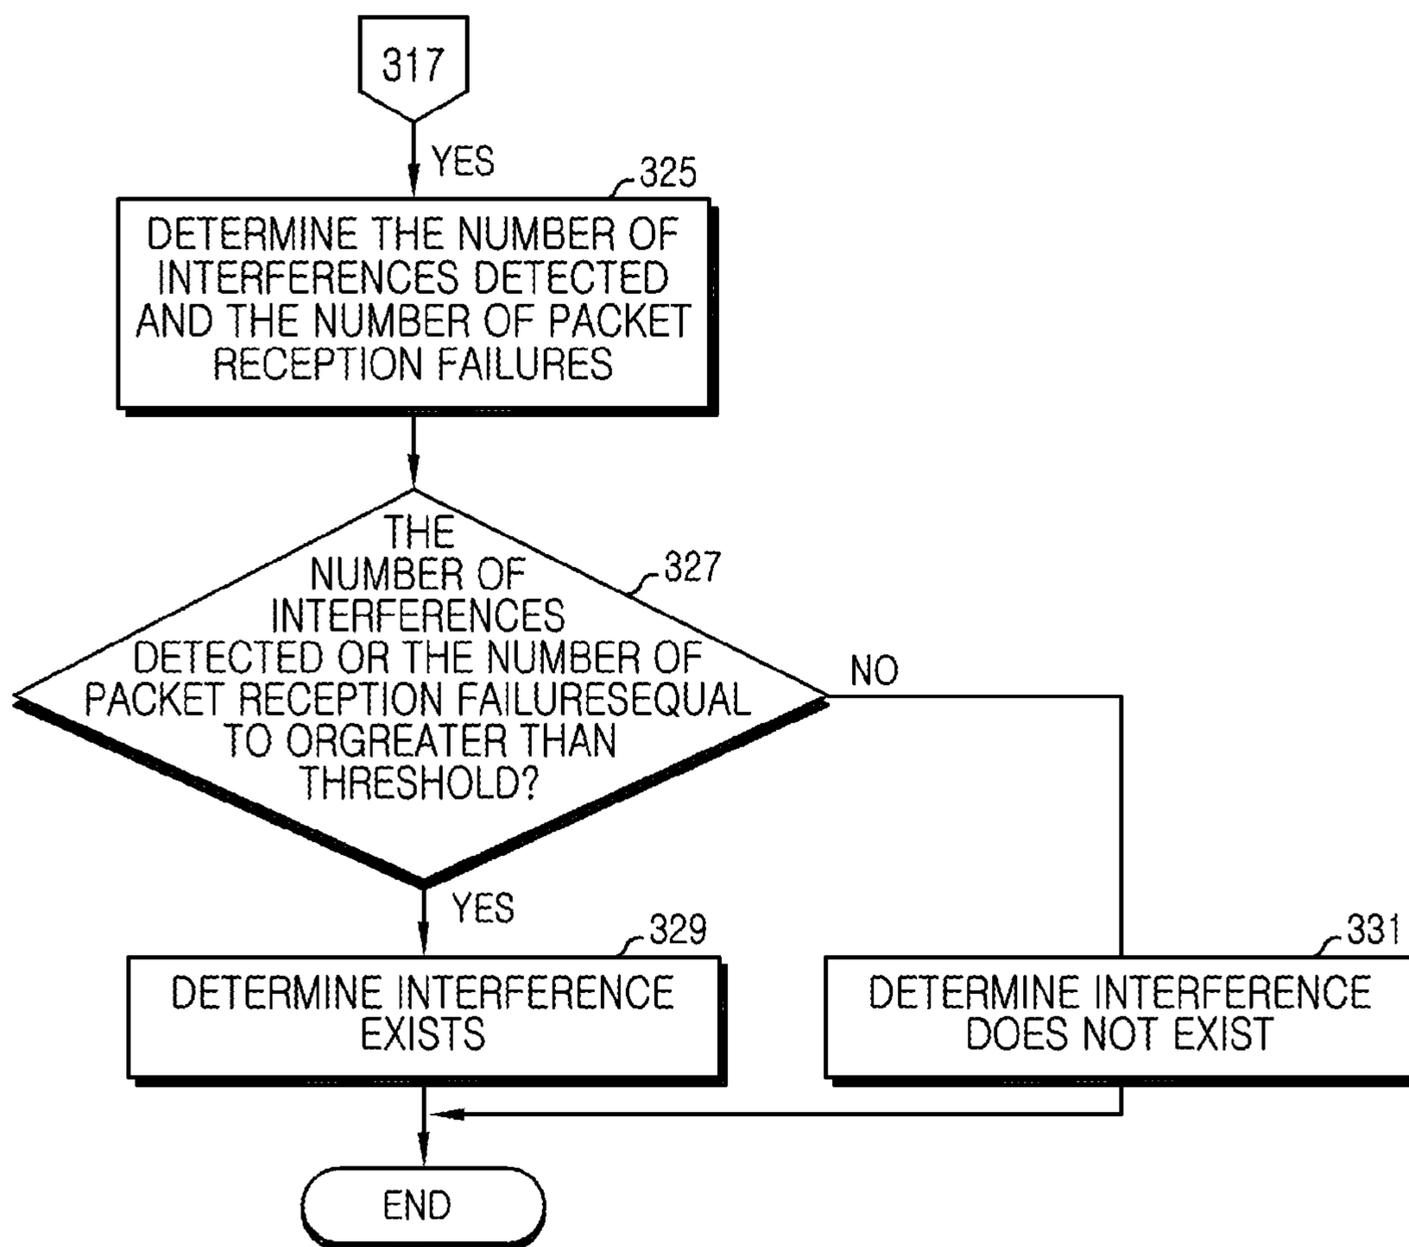 317
YES
325
DETERMINE THE NUMBER OF
INTERFERENCES DETECTED
AND THE NUMBER OF PACKET
RECEPTION FAILURES
THE
NUMBER OF
327
INTERFERENCES
DETECTED OR THE NUMBER OF
NO
PACKET RECEPTION FAILURESEQUAL
TO ORGREATER THAN
THRESHOLD?
YES
329
DETERMINE INTERFERENCE
EXISTS
331
DETERMINE INTERFERENCE
DOES NOT EXIST
END